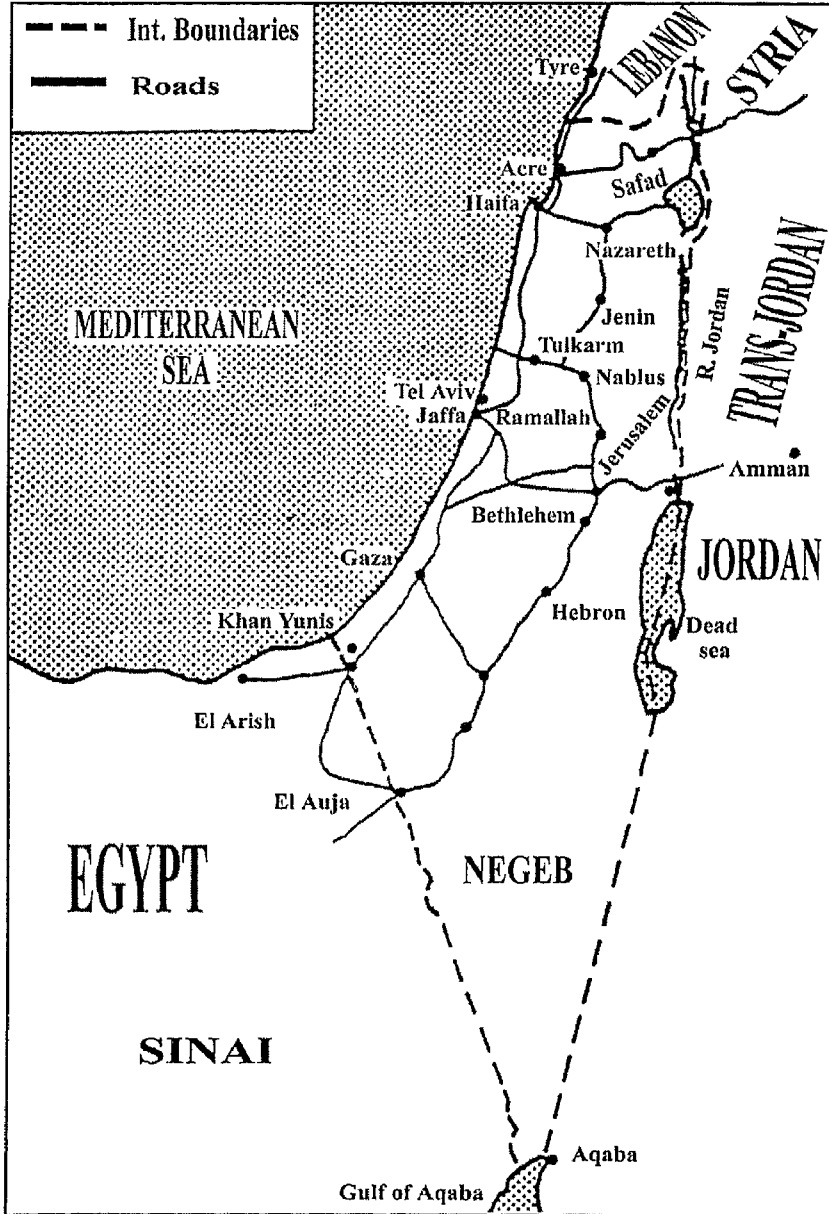 Int. Boundaries
Roads
Tyre
LEBANON
SYRIA
Acre
Safad
Haifa
Nazareth
MEDITERRANEAN
SEA
Jenin
Tulkarm
R. Jordan
TRANS-JORDAN
Nablus
Tel Aviv
Jaffa
Ramallah
Jerusalem
Amman
Bethlehem
Gaza
JORDAN
Hebron
Khan Yunis
Dead
sea
El Arish
El Auja
EGYPT
NEGEB
SINAI
Aqaba
Gulf of Aqaba